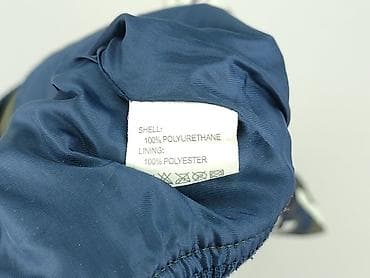 SHELL:
100% POLYURETHANE
LINING:
100% POLYESTER